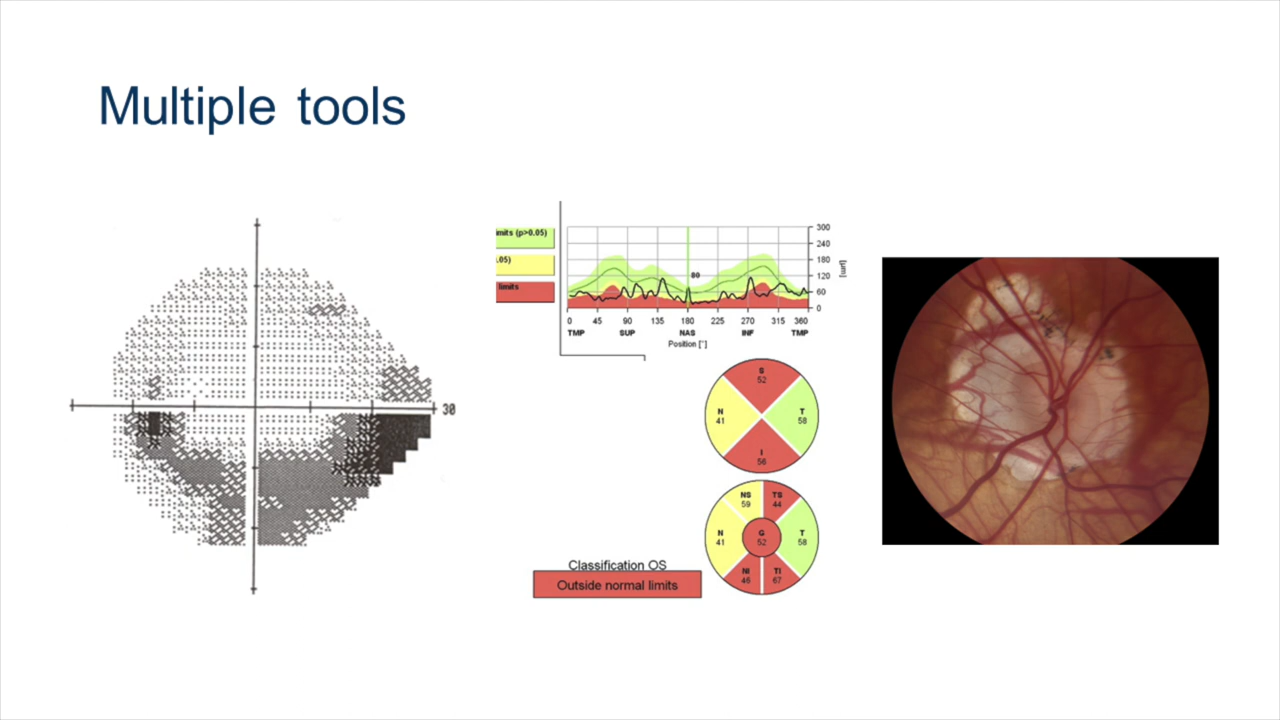 Multiple tools
30
imits (p>0.05)
.05)
limits
300
240
180
120
60
0
[µm]
80
0 45 90 135 180 225 270 315 360
TMP SUP NAS INF TMP
Position [°]
S
52
N
41
T
58
I
56
NS
59
TS
44
N
41
G
52
T
58
NI
46
TI
67
Classification OS
Outside normal limits